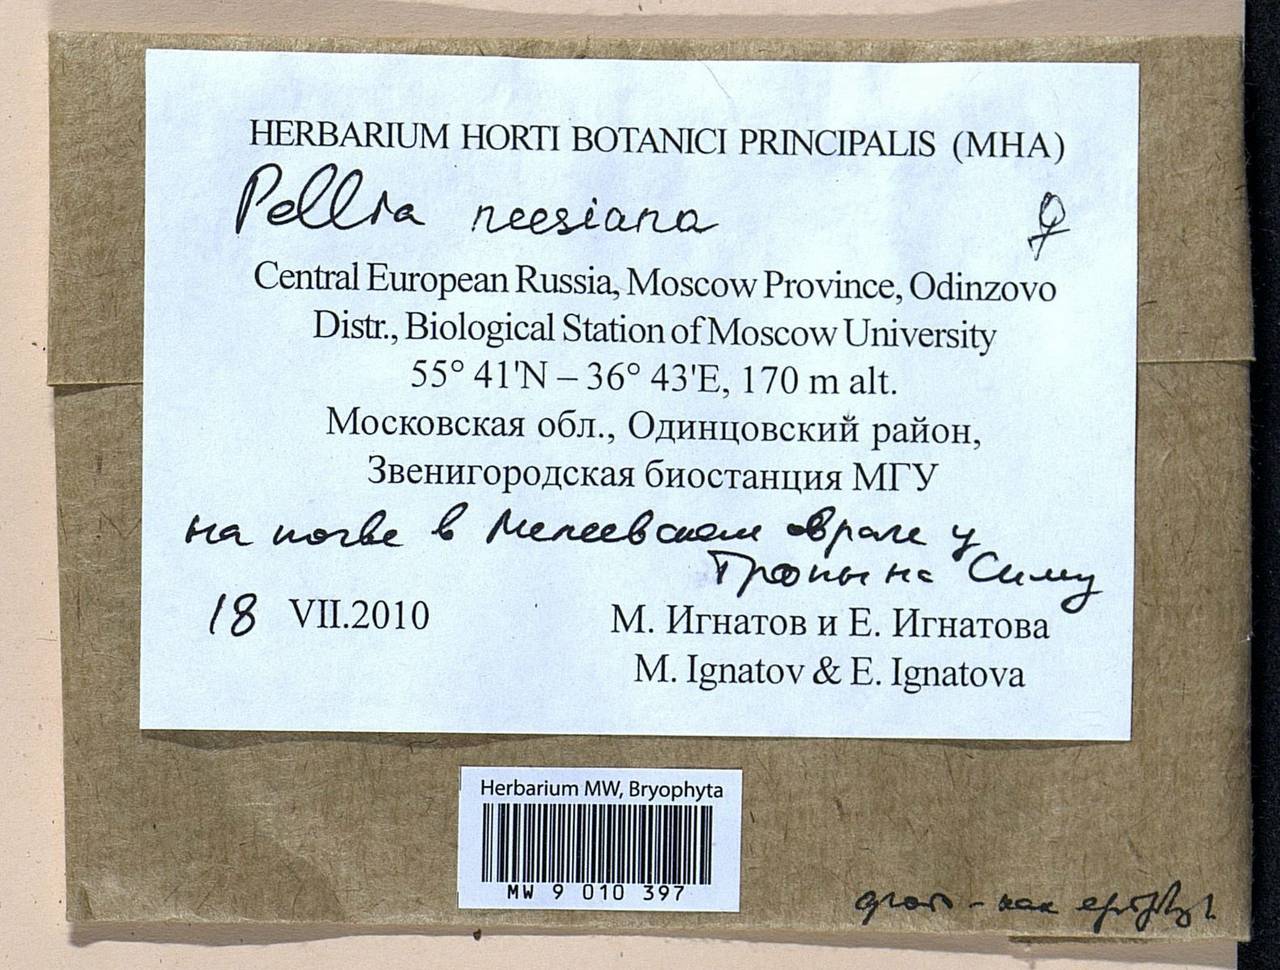 HERBARIUM HORTI BOTANICI PRINCIPALIS (MHA)
Pellia neesiana ♀
Central European Russia, Moscow Province, Odinzovo
Distr., Biological Station of Moscow University
55° 41'N – 36° 43'E, 170 m alt.
Московская обл., Одинцовский район,
Звенигородская биостанция МГУ
на почве в Мелеевском овраге у
Тропы на Симу
18 VII.2010
М. Игнатов и Е. Игнатова
M. Ignatov & E. Ignatova
Herbarium MW, Bryophyta
MW 9 010 397
как